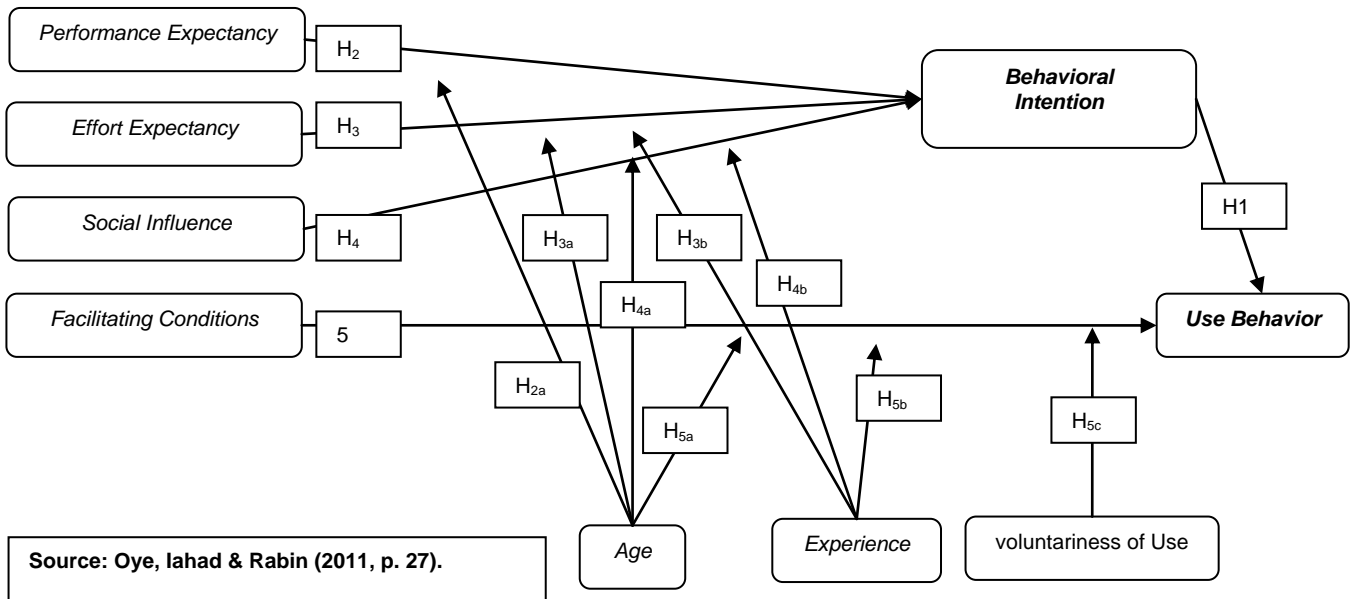 Performance Expectancy
H2
Behavioral
Intention
Effort Expectancy
H3
Social Influence
H4
H3a
H3b
H1
H4b
H4a
Facilitating Conditions
5
Use Behavior
H2a
H5a
H5b
H5c
Age
Experience
voluntariness of Use
Source: Oye, Iahad & Rabin (2011, p. 27).